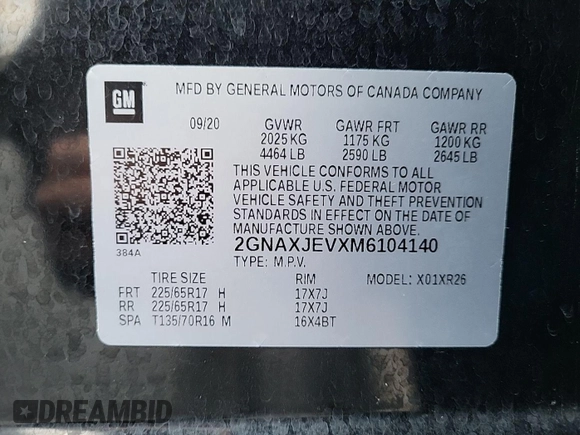 GM
MFD BY GENERAL MOTORS OF CANADA COMPANY
09/20 GVWR GAWR FRT GAWR RR
2025 KG 1175 KG 1200 KG
4464 LB 2590 LB 2645 LB
THIS VEHICLE CONFORMS TO ALL
APPLICABLE U.S. FEDERAL MOTOR
VEHICLE SAFETY AND THEFT PREVENTION
STANDARDS IN EFFECT ON THE DATE OF
MANUFACTURE SHOWN ABOVE.
384A 2GNAXJEVXM6104140
TYPE: M.P.V.
TIRE SIZE RIM MODEL: X01XR26
FRT 225/65R17 H 17X7J
RR 225/65R17 H 17X7J
SPA T135/70R16 M 16X4BT
DREAMBID